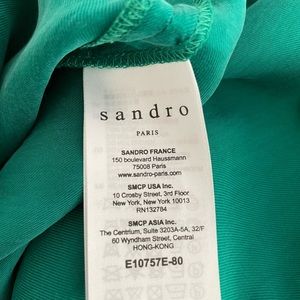 sandro
PARIS
SANDRO FRANCE
150 boulevard Haussmann
75008 Paris
www.sandro-paris.com
SMCP USA Inc.
10 Crosby Street, 3rd Floor
New York, New York 10013
RN132784
SMCP ASIA Inc.
The Centrium, Suite 3203A-5A, 32/F
60 Wyndham Street, Central
HONG-KONG
E10757E-80